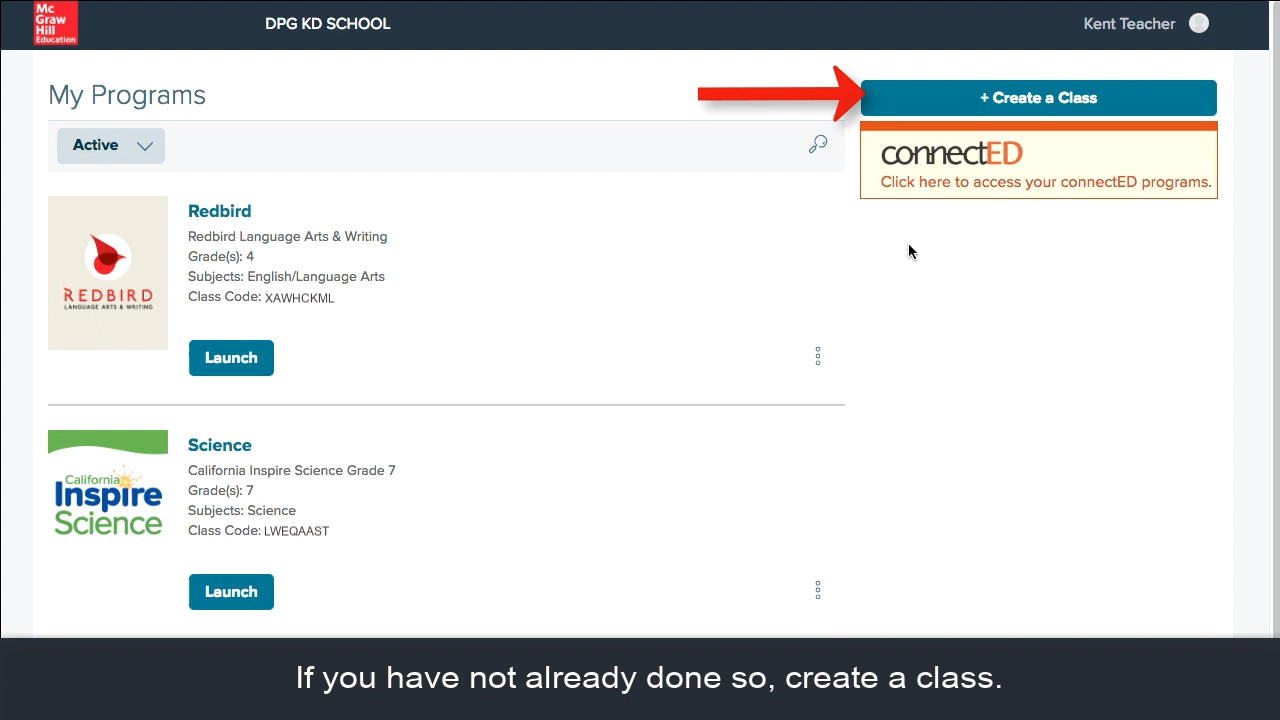 Mc
Graw
Hill
Education
DPG KD SCHOOL
Kent Teacher
My Programs
+ Create a Class
Active
connectED
Click here to access your connectED programs.
REDBIRD
LANGUAGE ARTS & WRITING
Redbird
Redbird Language Arts & Writing
Grade(s): 4
Subjects: English/Language Arts
Class Code: XAWHCKML
Launch
California
Inspire
Science
Science
California Inspire Science Grade 7
Grade(s): 7
Subjects: Science
Class Code: LWEQAAST
Launch
If you have not already done so, create a class.